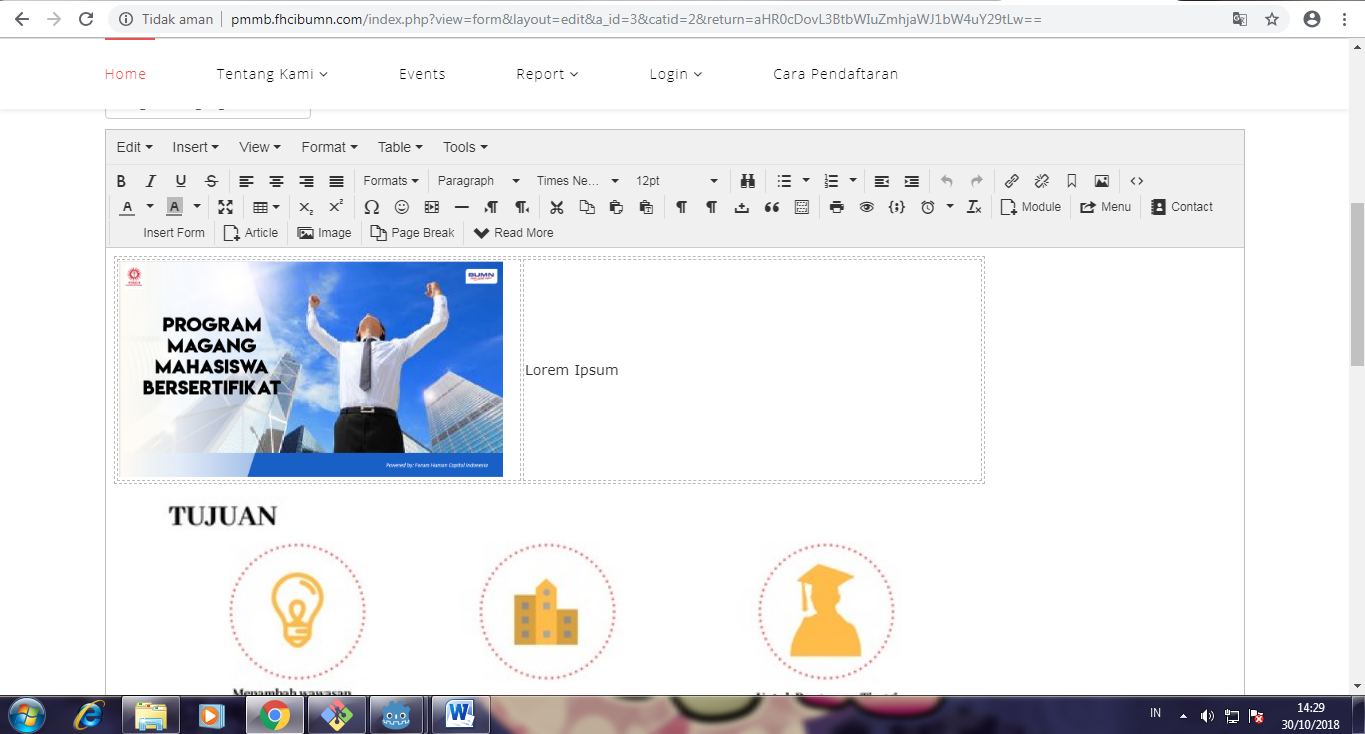 Tidak aman | pmmb.fhcibumn.com/index.php?view=form&layout=edit&a_id=3&catid=2&return=aHR0cDovL3BtbWIuZmhjaWJ1bW4uY29tLw==
Home Tentang Kami Events Report Login Cara Pendaftaran
Edit Insert View Format Table Tools
B I U S Formats Paragraph Times Ne... 12pt
A A Module Menu Contact
Insert Form Article Image Page Break Read More
BUMN
PROGRAM
MAGANG
MAHASISWA
BERSERTIFIKAT
Powered by: Forum Human Capital Indonesia
Lorem Ipsum
TUJUAN
Menambah wawasan
IN
14:29
30/10/2018